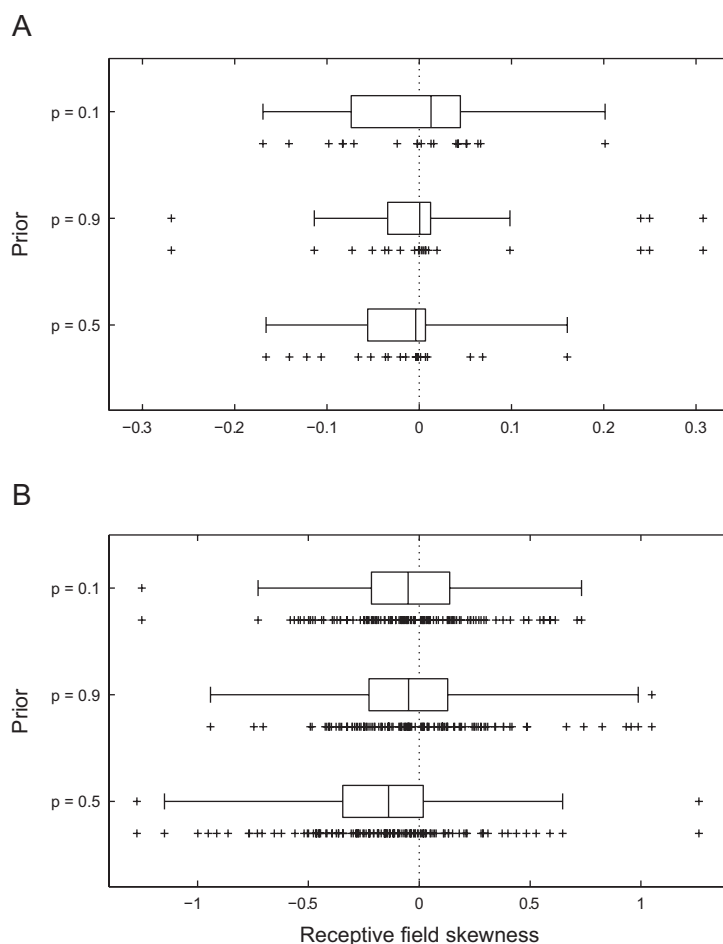 A
p = 0.1
p = 0.9
p = 0.5
Prior
−0.3 −0.2 −0.1 0 0.1 0.2 0.3
B
p = 0.1
p = 0.9
p = 0.5
Prior
−1 −0.5 0 0.5 1
Receptive field skewness